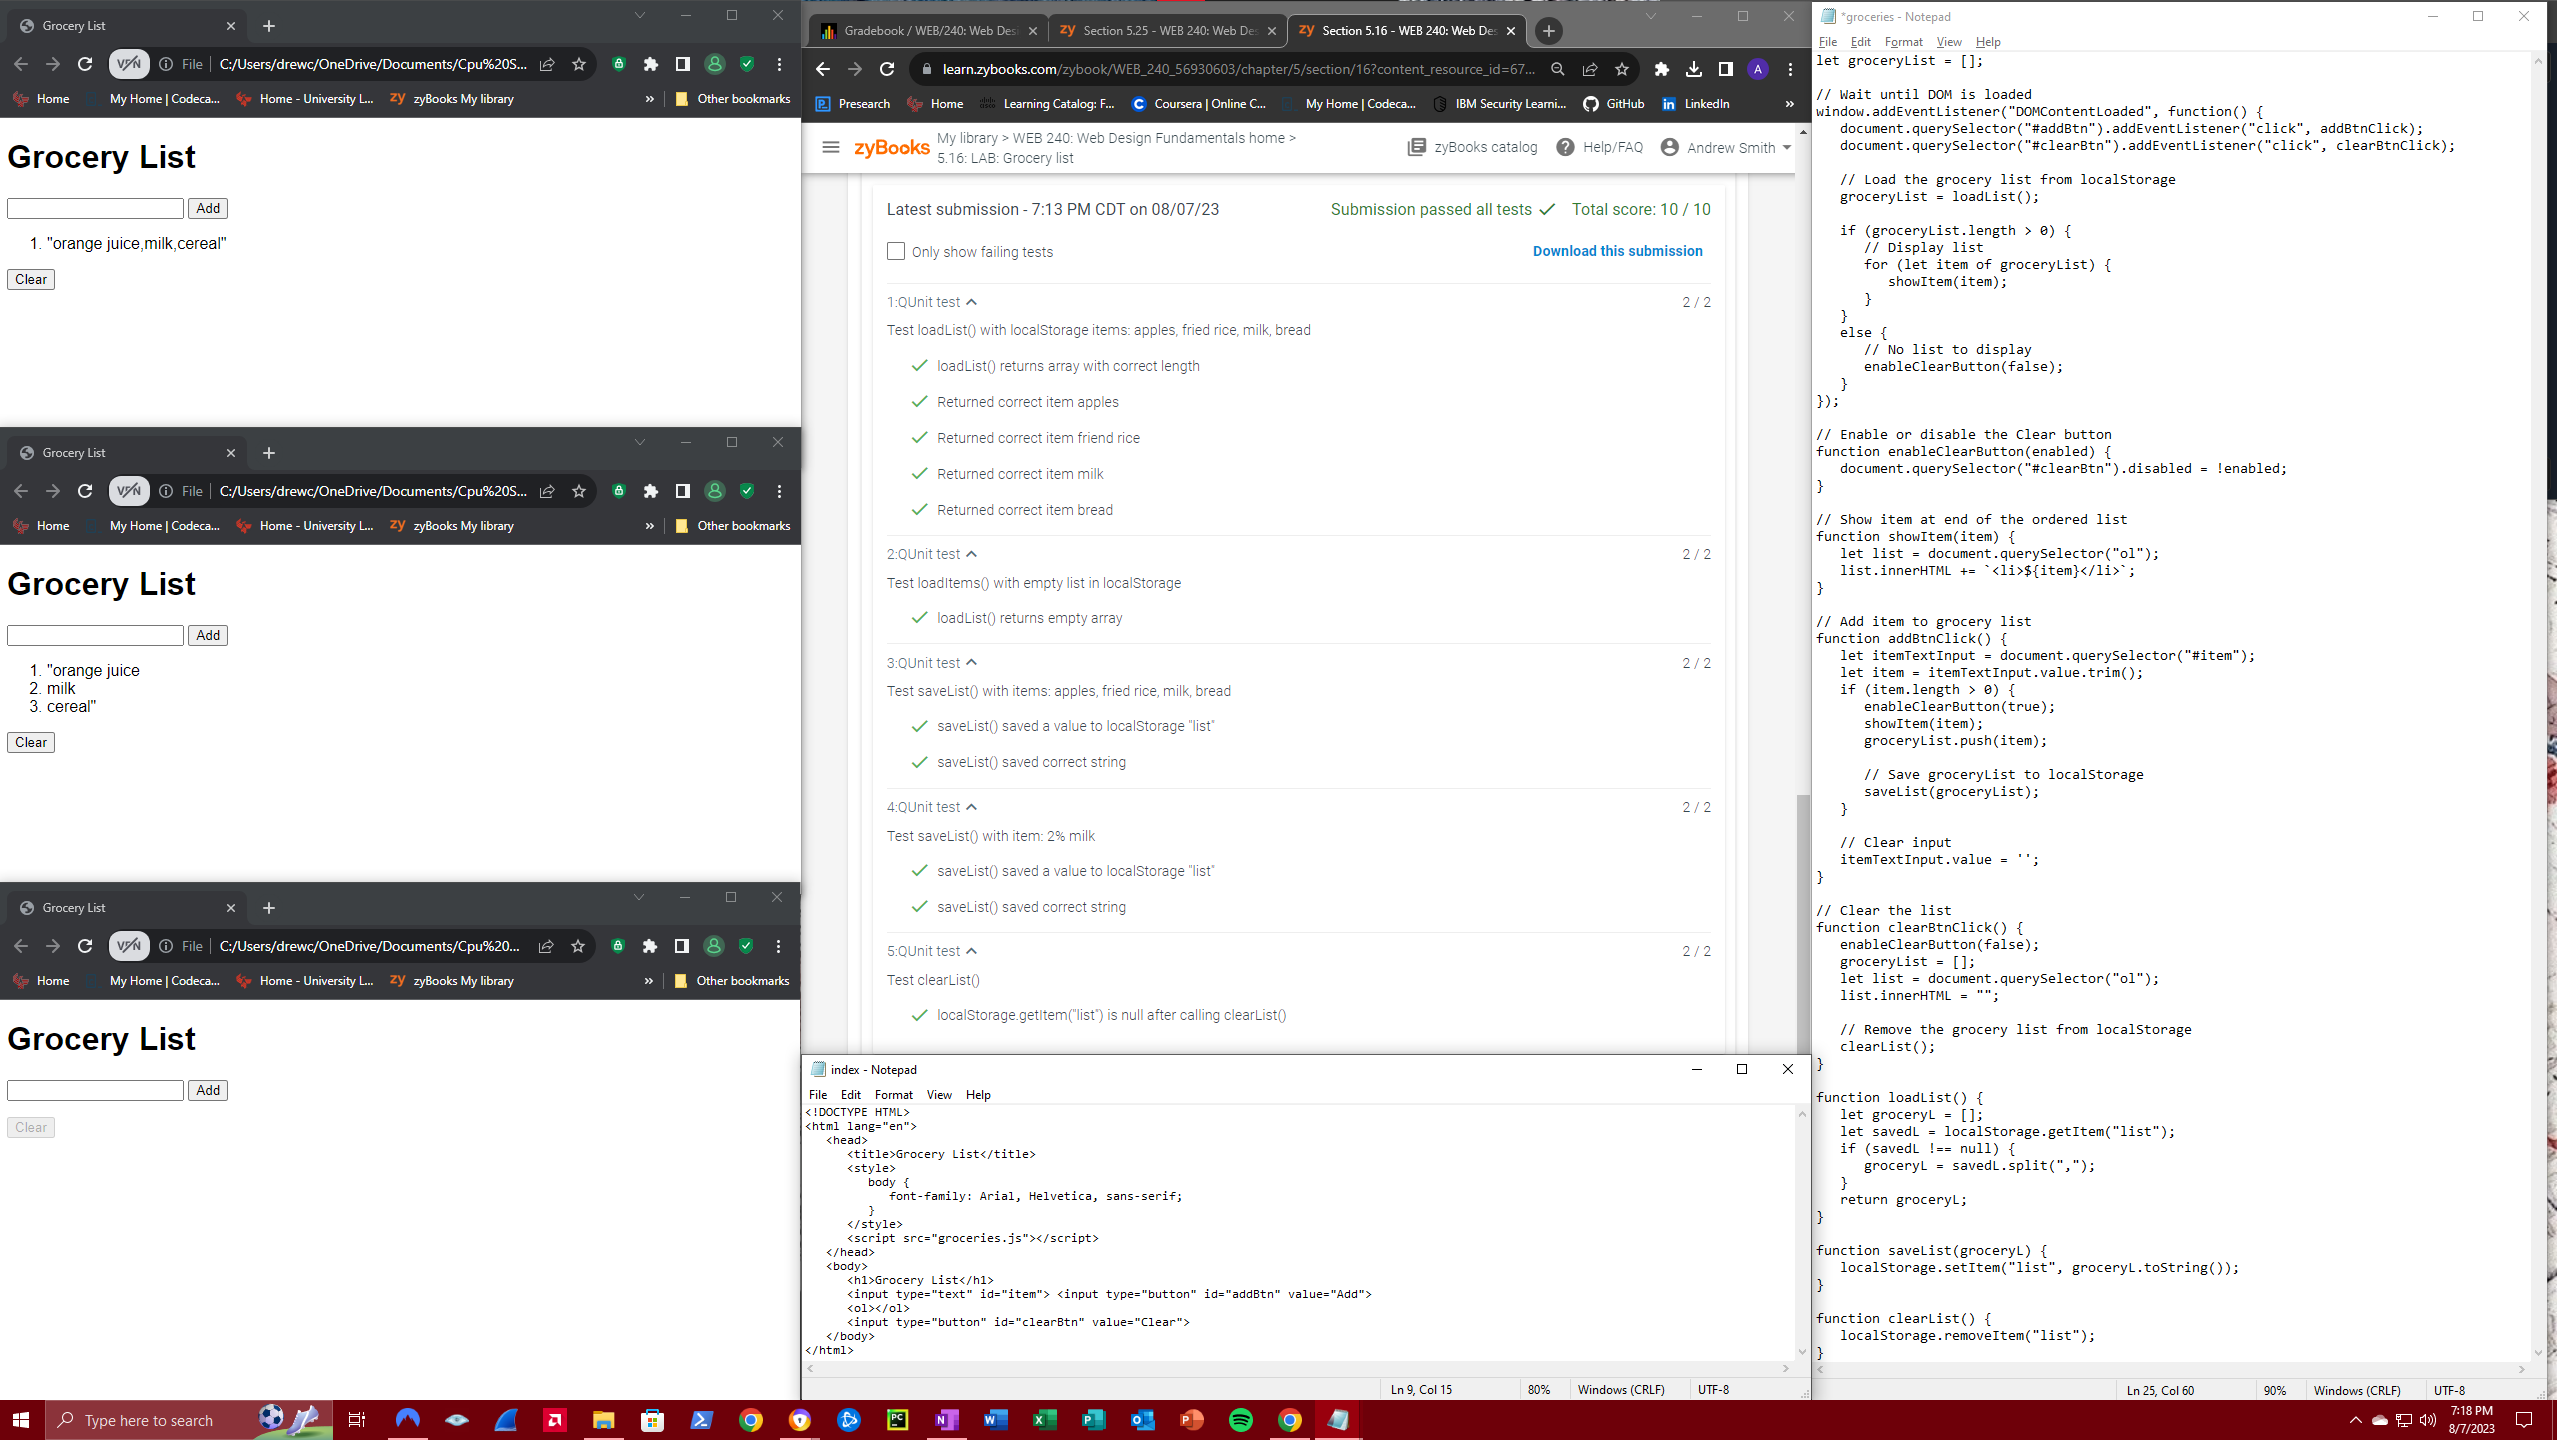 Grocery List
File
C:/Users/drewc/OneDrive/Documents/Cpu%20S...
Home
My Home | Codeca...
Home - University L...
zyBooks My library
»
Other bookmarks
Grocery List
Add
1. "orange juice,milk,cereal"
Clear
Grocery List
File
C:/Users/drewc/OneDrive/Documents/Cpu%20S...
Home
My Home | Codeca...
Home - University L...
zyBooks My library
»
Other bookmarks
Grocery List
Add
1. "orange juice
2. milk
3. cereal"
Clear
Grocery List
File
C:/Users/drewc/OneDrive/Documents/Cpu%20...
Home
My Home | Codeca...
Home - University L...
zyBooks My library
»
Other bookmarks
Grocery List
Add
Clear
Gradebook / WEB/240: Web Des
Section 5.25 - WEB 240: Web Des
Section 5.16 - WEB 240: Web Des
learn.zybooks.com/zybook/WEB_240_56930603/chapter/5/section/16?content_resource_id=67...
Presearch
Home
Learning Catalog: F...
Coursera | Online C...
My Home | Codeca...
IBM Security Learni...
GitHub
LinkedIn
»
zyBooks
My library > WEB 240: Web Design Fundamentals home >
5.16: LAB: Grocery list
zyBooks catalog
Help/FAQ
Andrew Smith
Latest submission - 7:13 PM CDT on 08/07/23
Submission passed all tests
Total score: 10 / 10
Only show failing tests
Download this submission
1:QUnit test
2 / 2
Test loadList() with localStorage items: apples, fried rice, milk, bread
loadList() returns array with correct length
Returned correct item apples
Returned correct item friend rice
Returned correct item milk
Returned correct item bread
2:QUnit test
2 / 2
Test loadItems() with empty list in localStorage
loadList() returns empty array
3:QUnit test
2 / 2
Test saveList() with items: apples, fried rice, milk, bread
saveList() saved a value to localStorage "list"
saveList() saved correct string
4:QUnit test
2 / 2
Test saveList() with item: 2% milk
saveList() saved a value to localStorage "list"
saveList() saved correct string
5:QUnit test
2 / 2
Test clearList()
localStorage.getItem("list") is null after calling clearList()
index - Notepad
File Edit Format View Help
<!DOCTYPE HTML>
<html lang="en">
<head>
<title>Grocery List</title>
<style>
body {
font-family: Arial, Helvetica, sans-serif;
}
</style>
<script src="groceries.js"></script>
</head>
<body>
<h1>Grocery List</h1>
<input type="text" id="item"> <input type="button" id="addBtn" value="Add">
<ol></ol>
<input type="button" id="clearBtn" value="Clear">
</body>
</html>
Ln 9, Col 15
80%
Windows (CRLF)
UTF-8
*groceries - Notepad
File Edit Format View Help
let groceryList = [];
// Wait until DOM is loaded
window.addEventListener("DOMContentLoaded", function() {
document.querySelector("#addBtn").addEventListener("click", addBtnClick);
document.querySelector("#clearBtn").addEventListener("click", clearBtnClick);
// Load the grocery list from localStorage
groceryList = loadList();
if (groceryList.length > 0) {
// Display list
for (let item of groceryList) {
showItem(item);
}
}
else {
// No list to display
enableClearButton(false);
}
});
// Enable or disable the Clear button
function enableClearButton(enabled) {
document.querySelector("#clearBtn").disabled = !enabled;
}
// Show item at end of the ordered list
function showItem(item) {
let list = document.querySelector("ol");
list.innerHTML += `<li>${item}</li>`;
}
// Add item to grocery list
function addBtnClick() {
let itemTextInput = document.querySelector("#item");
let item = itemTextInput.value.trim();
if (item.length > 0) {
enableClearButton(true);
showItem(item);
groceryList.push(item);
// Save groceryList to localStorage
saveList(groceryList);
}
// Clear input
itemTextInput.value = '';
}
// Clear the list
function clearBtnClick() {
enableClearButton(false);
groceryList = [];
let list = document.querySelector("ol");
list.innerHTML = "";
// Remove the grocery list from localStorage
clearList();
}
function loadList() {
let groceryL = [];
let savedL = localStorage.getItem("list");
if (savedL !== null) {
groceryL = savedL.split(",");
}
return groceryL;
}
function saveList(groceryL) {
localStorage.setItem("list", groceryL.toString());
}
function clearList() {
localStorage.removeItem("list");
}
Ln 25, Col 60
90%
Windows (CRLF)
UTF-8
Type here to search
7:18 PM
8/7/2023